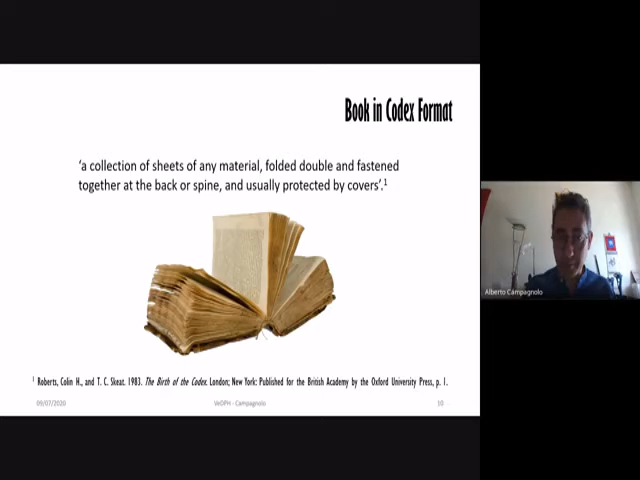 Book in Codex Format
‘a collection of sheets of any material, folded double and fastened
together at the back or spine, and usually protected by covers’.1
Alberto Campagnolo
1 Roberts, Colin H., and T. C. Skeat. 1983. The Birth of the Codex. London; New York: Published for the British Academy by the Oxford University Press, p. 1.
09/07/2020 VeDPH - Campagnolo 10